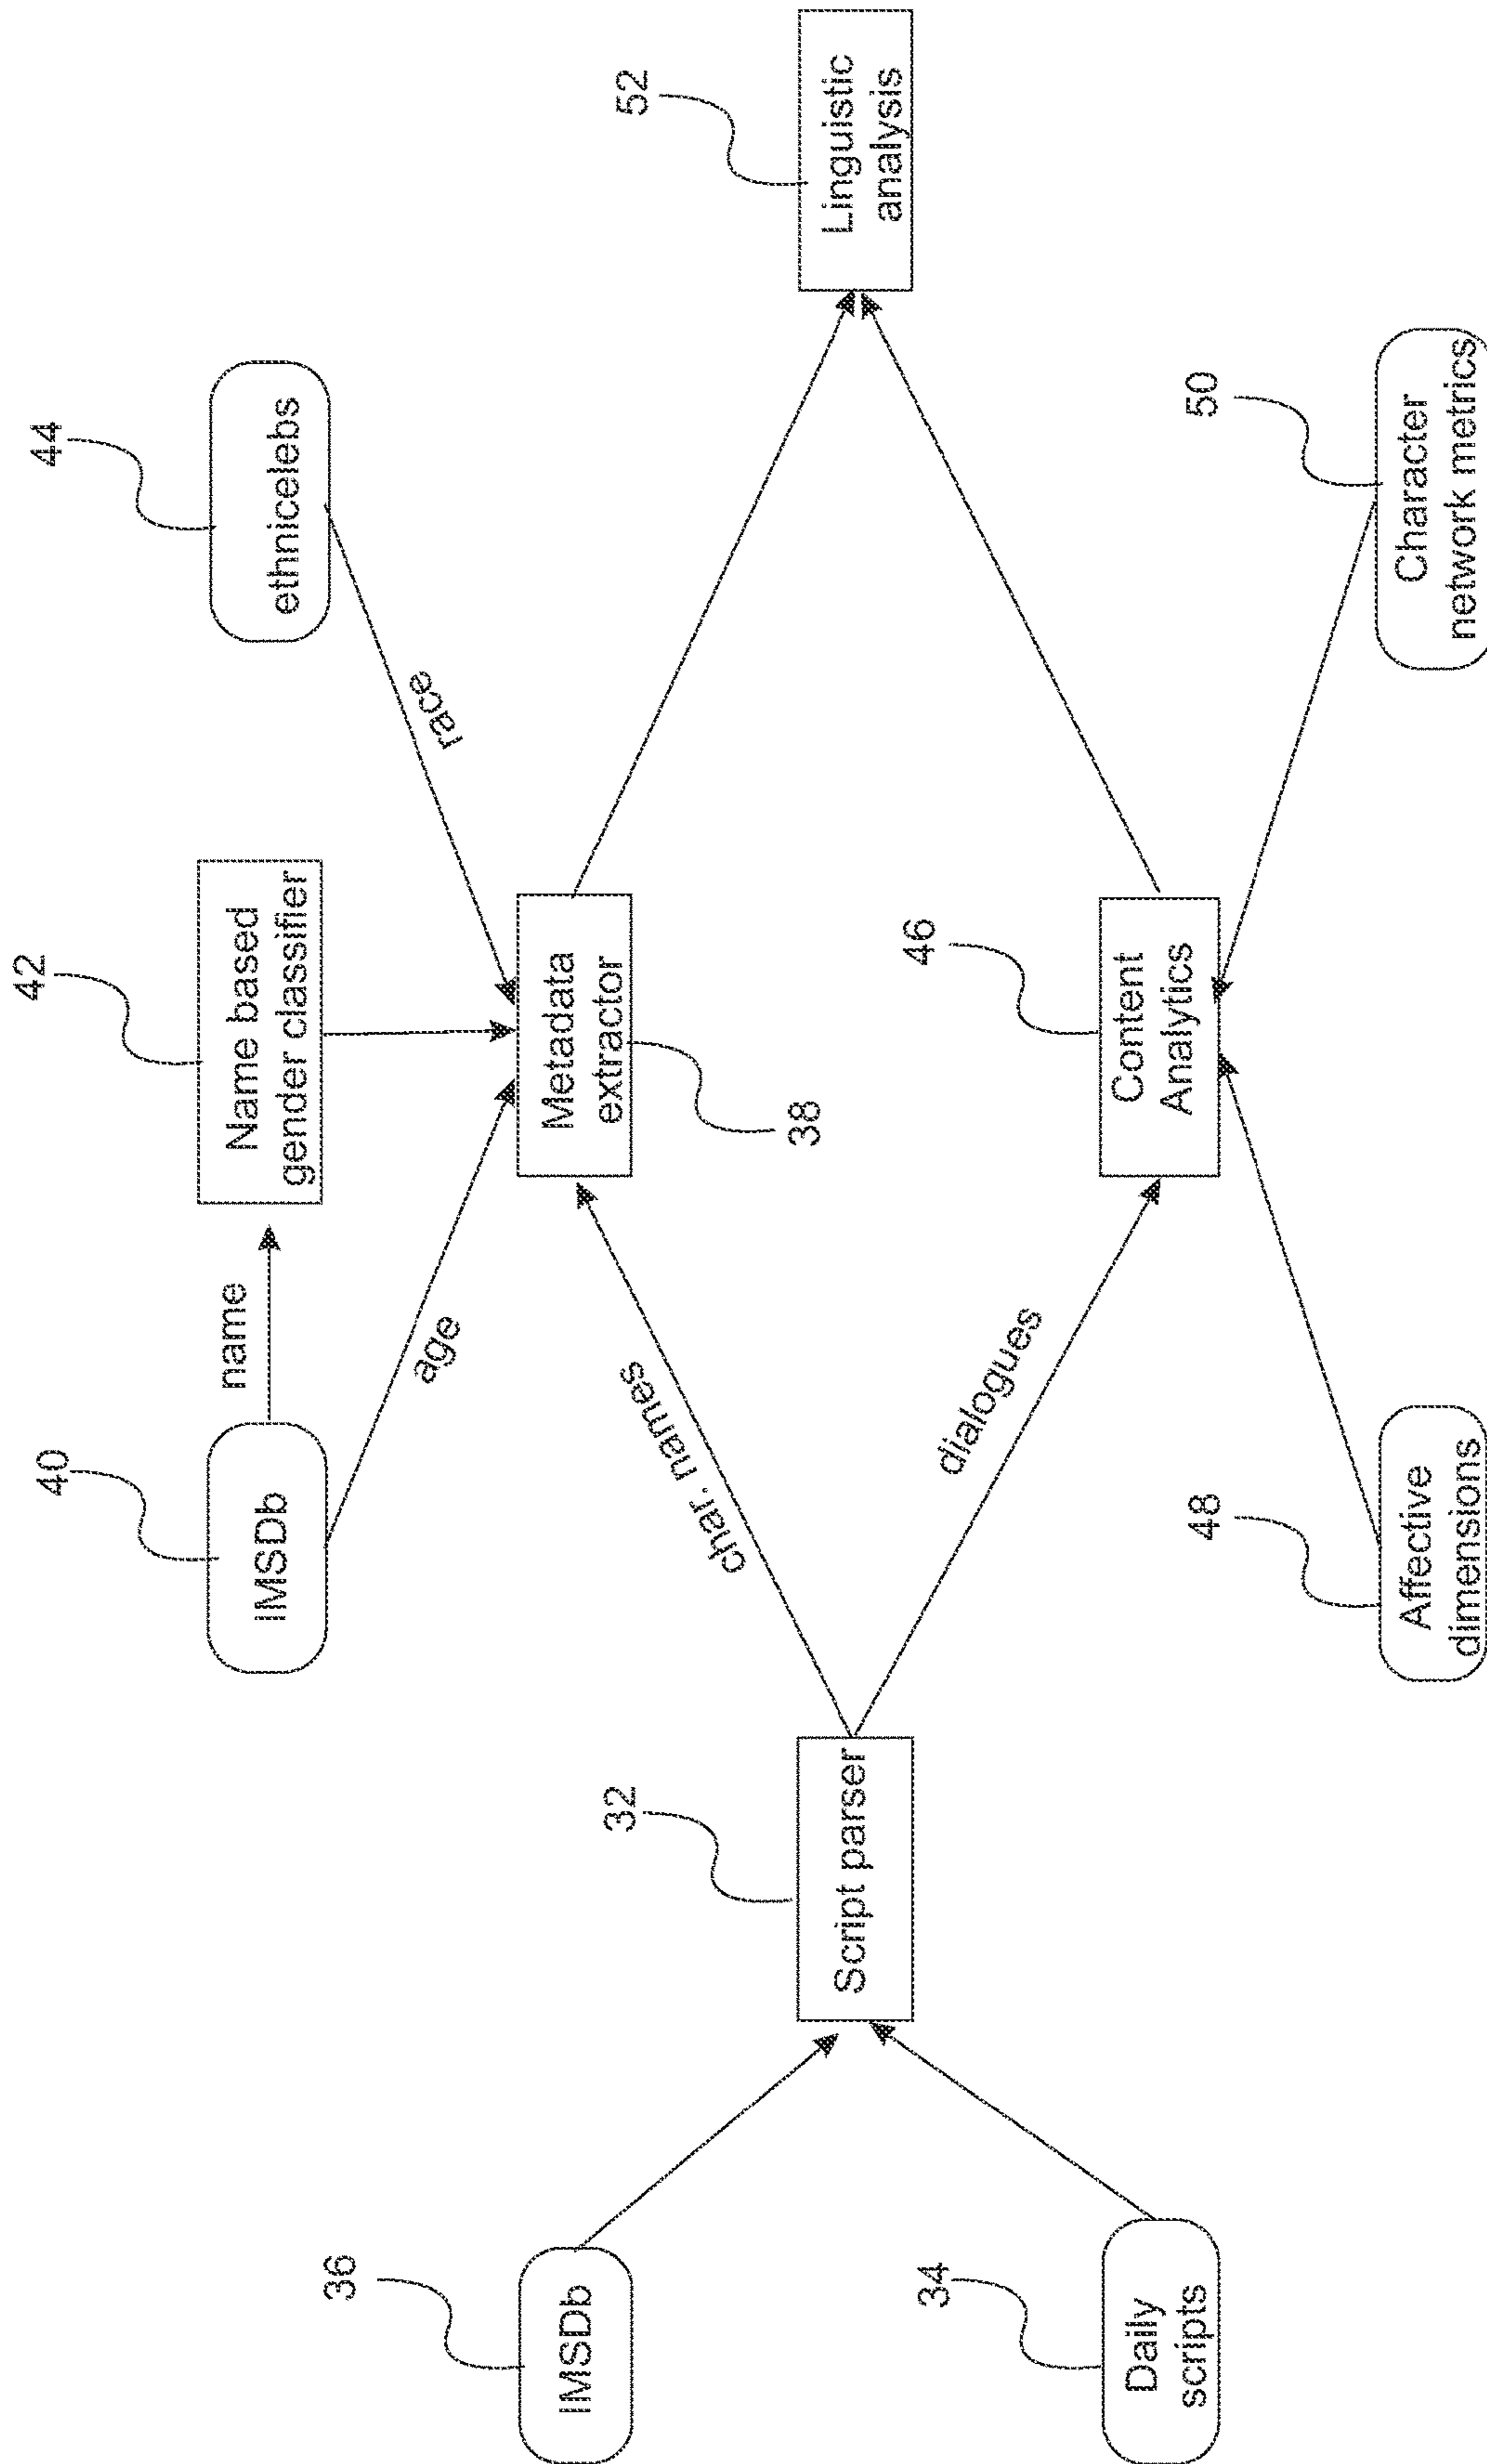 42
44
40
Name based
gender classifier
IMSDb
name
ethnicelebs
age
race
36
Metadata
extractor
52
IMSDb
char. names
38
32
Script parser
Linguistic
analysis
34
dialogues
46
Daily
scripts
Content
Analytics
48
50
Affective
dimensions
Character
network metrics